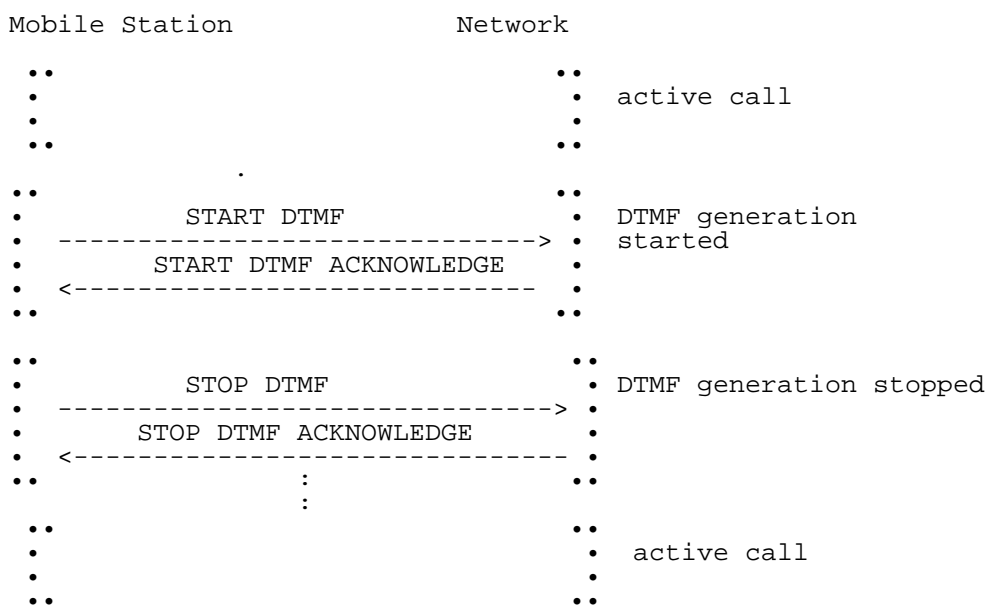 Mobile Station Network
active call
START DTMF DTMF generation
started
START DTMF ACKNOWLEDGE
STOP DTMF DTMF generation stopped
STOP DTMF ACKNOWLEDGE
:
:
active call